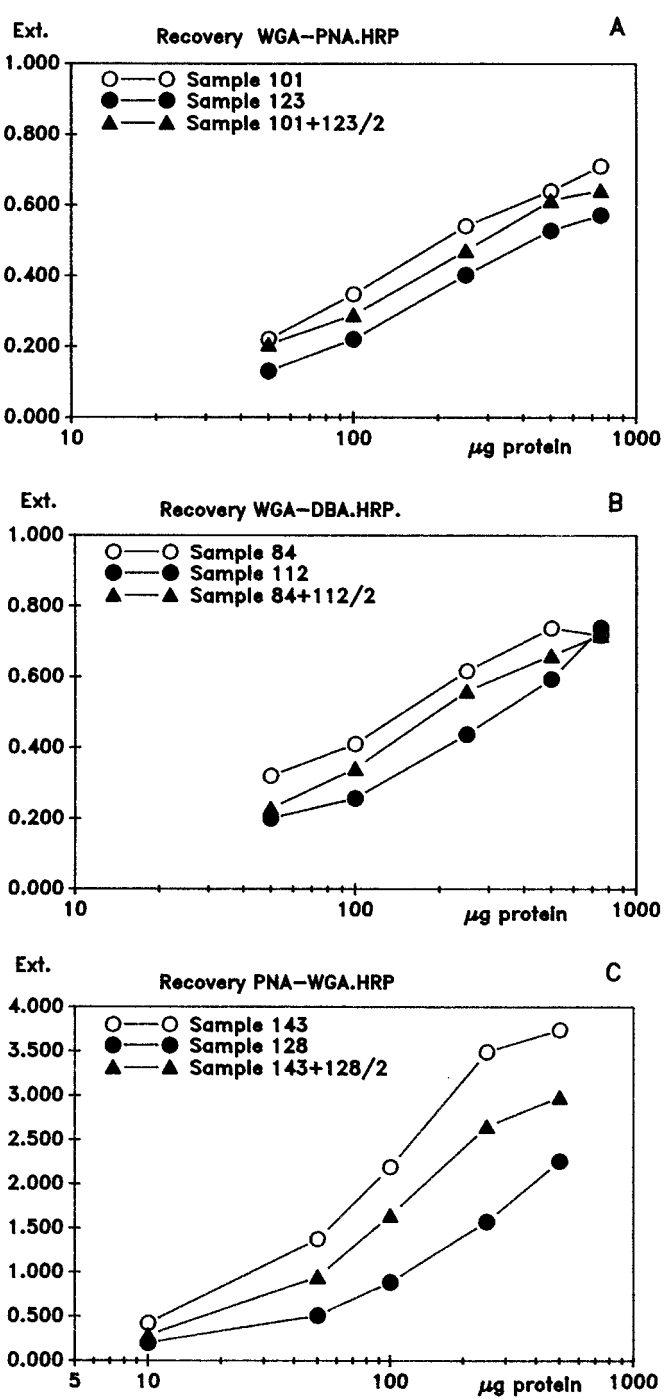 Ext.
Recovery WGA-PNA.HRP
A
1.000
Sample 101
Sample 123
Sample 101+123/2
0.800
0.600
0.400
0.200
0.000
10
100
μg protein
1000
Ext.
Recovery WGA-DBA.HRP.
B
1.000
Sample 84
Sample 112
Sample 84+112/2
0.800
0.600
0.400
0.200
0.000
10
100
μg protein
1000
Ext.
Recovery PNA-WGA.HRP
C
4.000
Sample 143
Sample 128
Sample 143+128/2
3.500
3.000
2.500
2.000
1.500
1.000
0.500
0.000
5
10
100
μg protein
1000